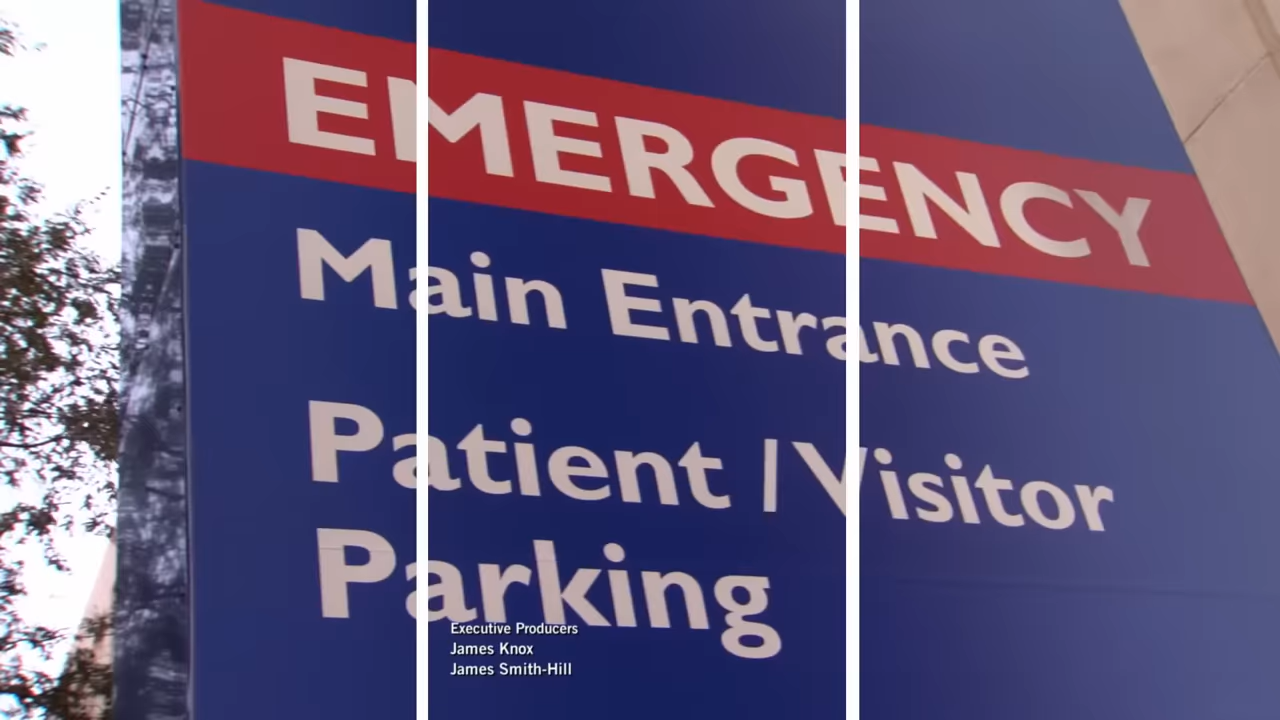 EMERGENCY
Main Entrance
Patient / Visitor
Parking
Executive Producers
James Knox
James Smith-Hill